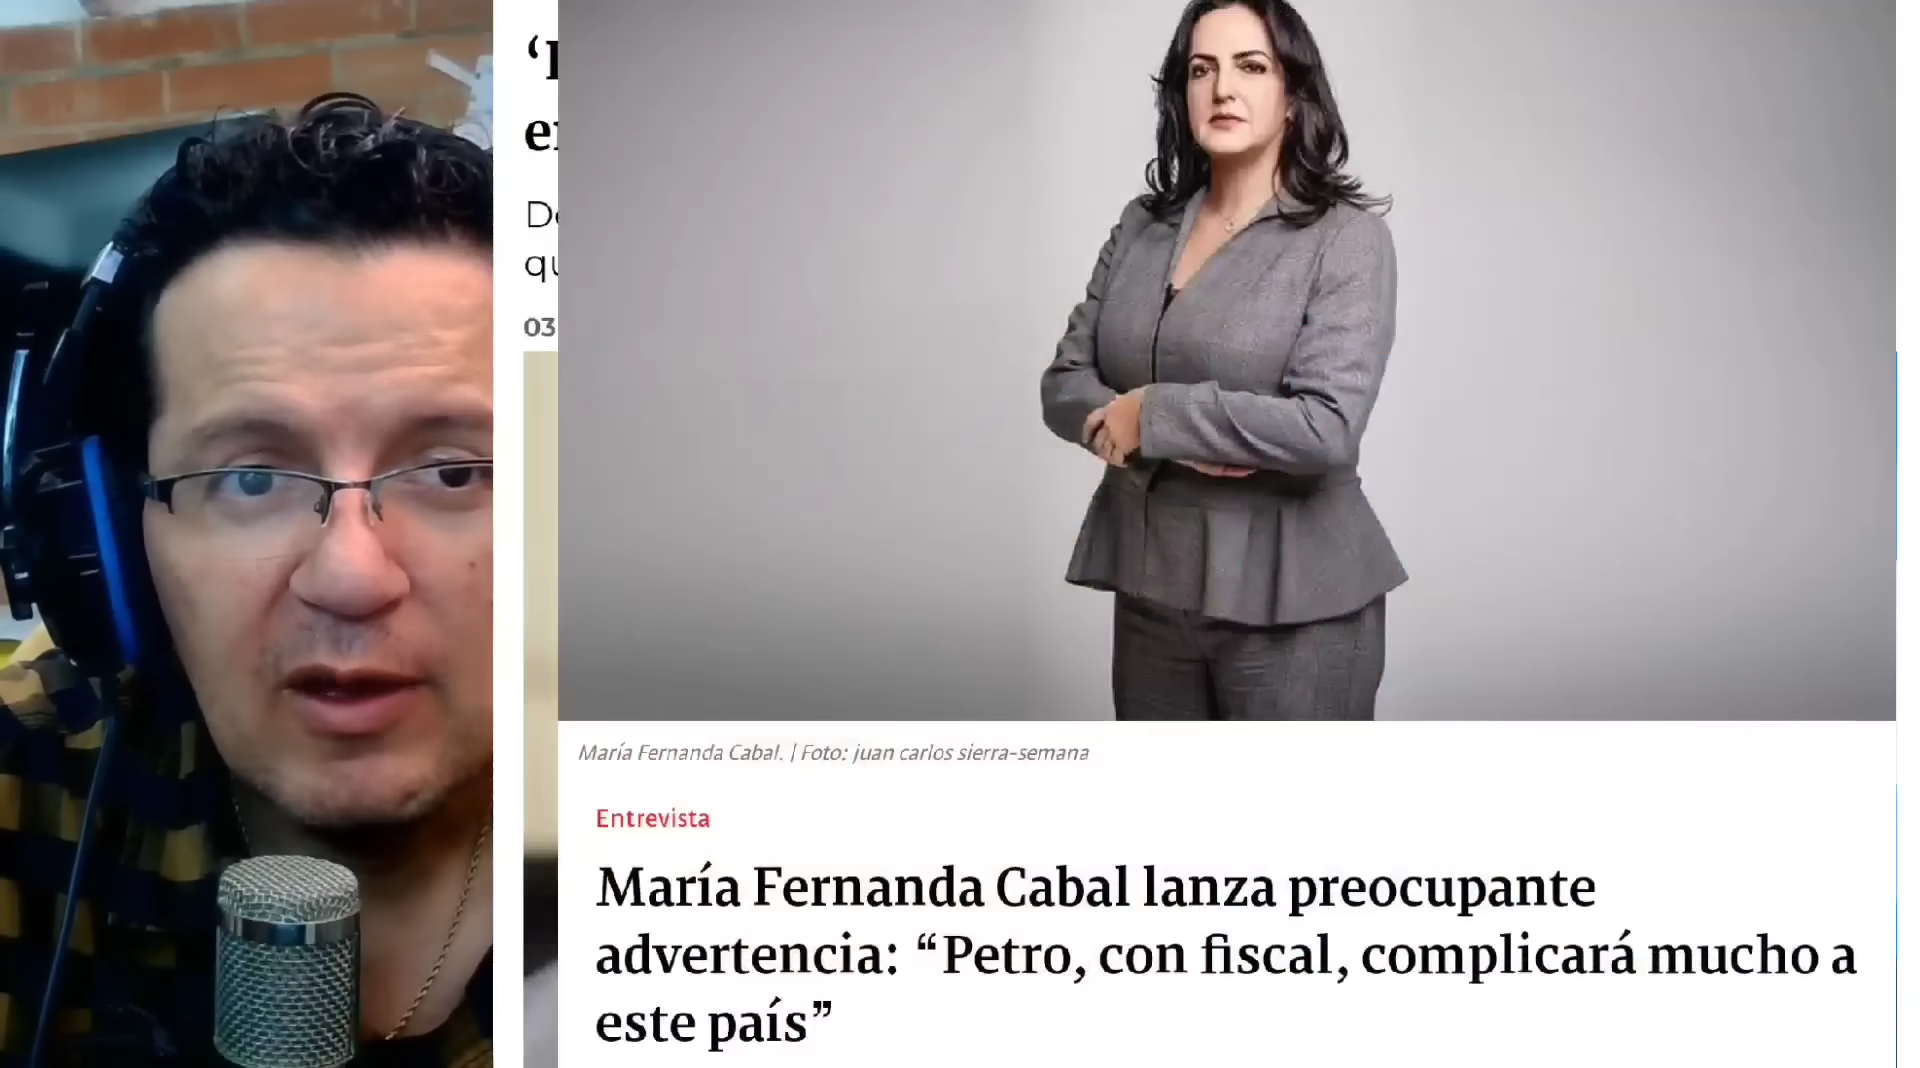 03
María Fernanda Cabal. | Foto: juan carlos sierra-semana
Entrevista
María Fernanda Cabal lanza preocupante
advertencia: “Petro, con fiscal, complicará mucho a
este país”